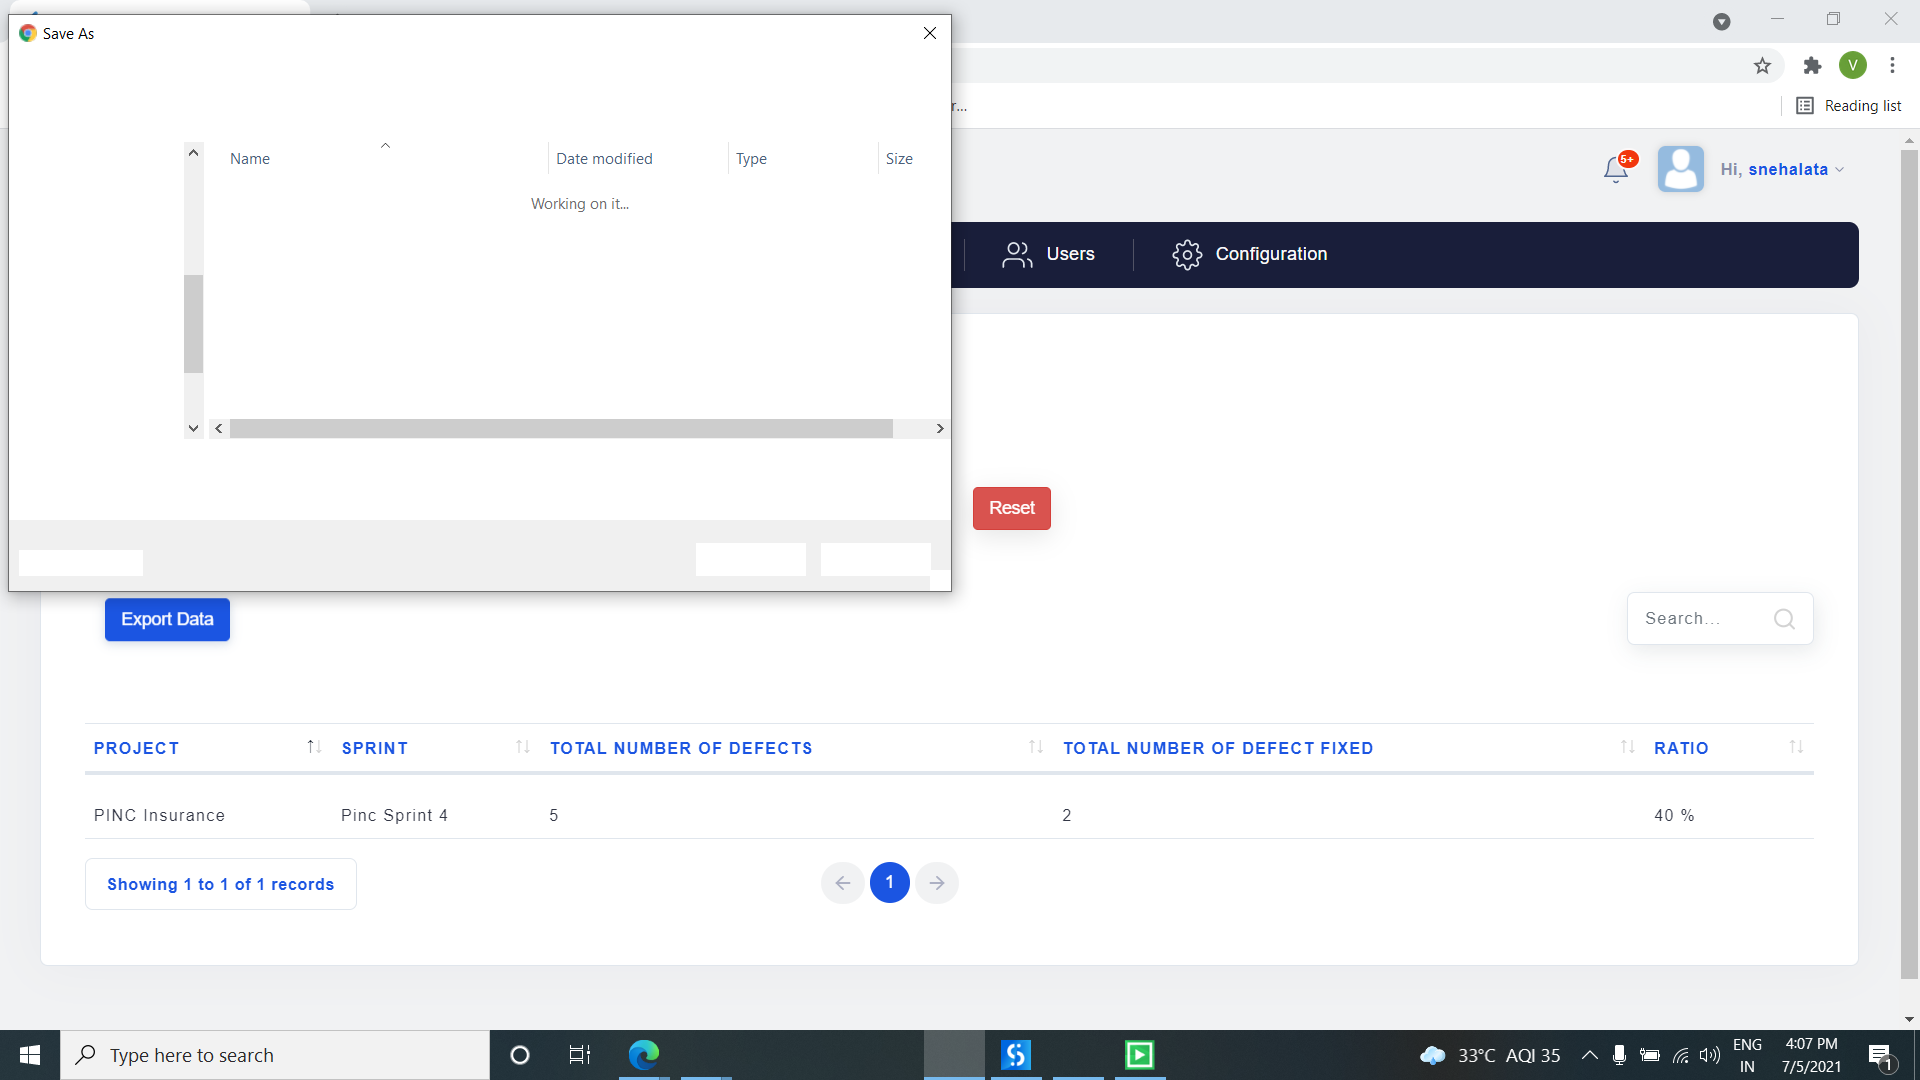 Save As
Name
Date modified
Type
Size
Working on it...
r...
V
Reading list
5+
Hi, snehalata
Users
Configuration
Reset
Export Data
Search...
PROJECT
SPRINT
TOTAL NUMBER OF DEFECTS
TOTAL NUMBER OF DEFECT FIXED
RATIO
PINC Insurance
Pinc Sprint 4
5
2
40 %
Showing 1 to 1 of 1 records
1
Type here to search
33°C AQI 35
ENG
IN
4:07 PM
7/5/2021
1